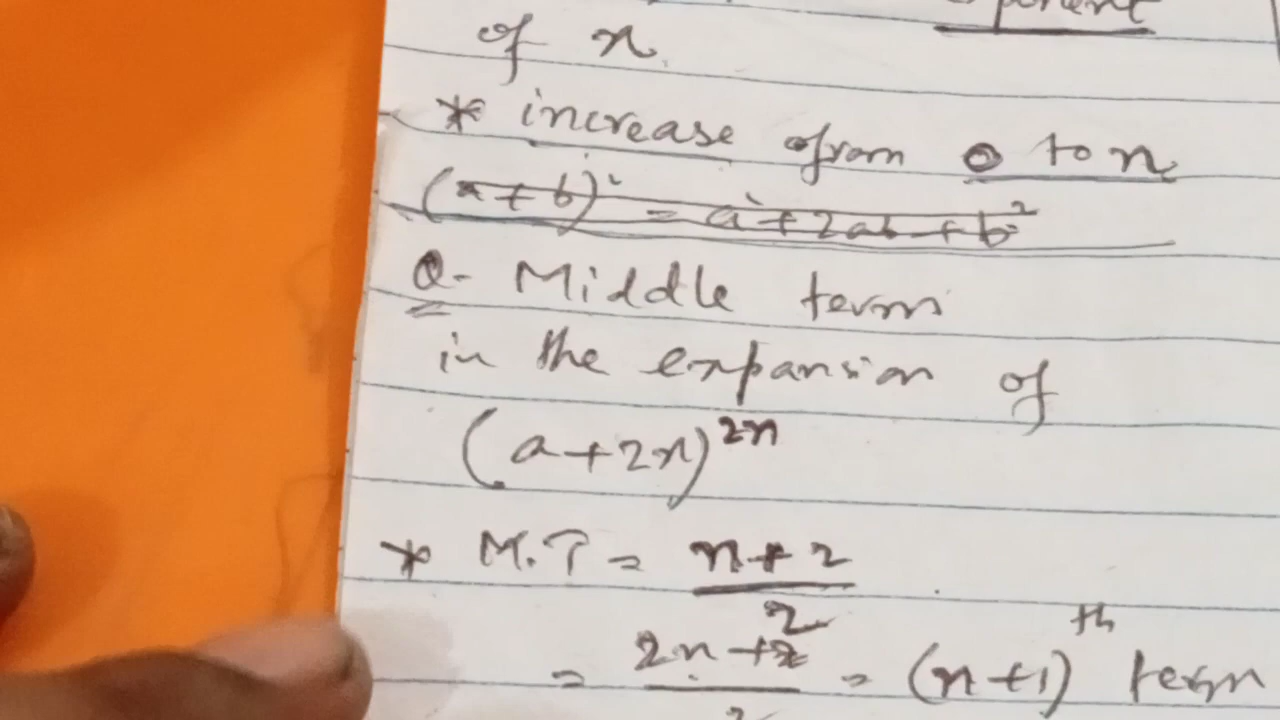 of x
* increase from 0 to n
(a+b)² = a²+2ab+b²
Q- Middle term
in the expansion of
(a+2x)²ⁿ
* M.T = n+2
2
= 2n+2 = (n+1)th term
2